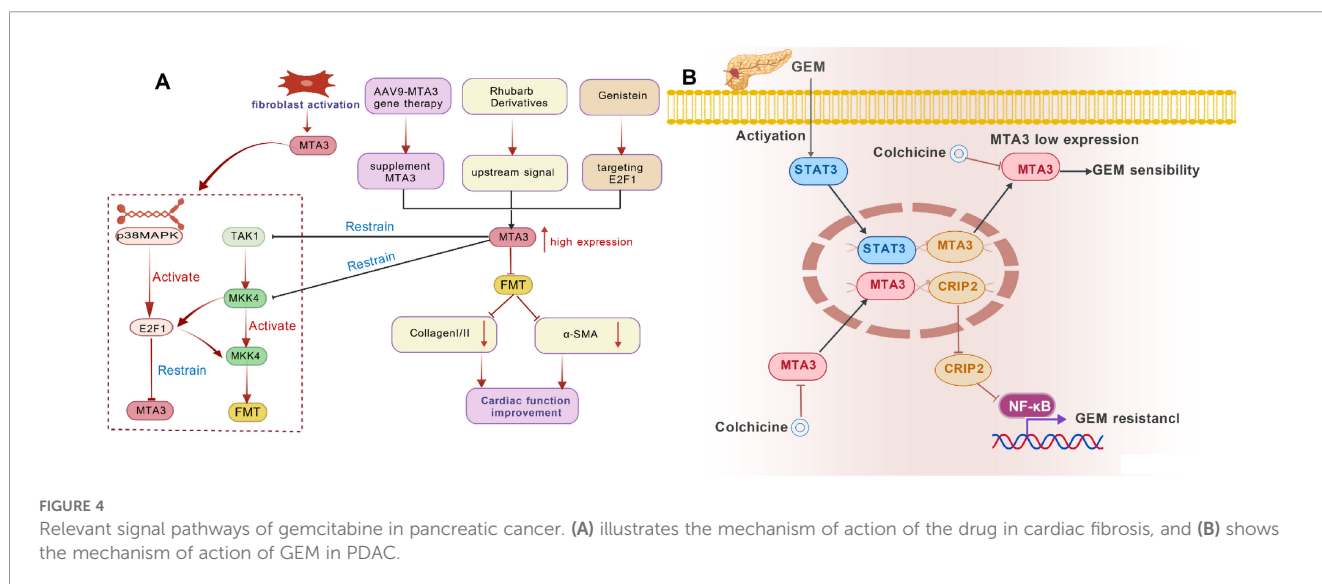 A
fibroblast activation
MTA3
AAV9-MTA3
gene therapy
Rhubarb
Derivatives
Genistein
supplement
MTA3
upstream signal
targeting
E2F1
p38MAPK
TAK1
Restrain
MTA3
high expression
Restrain
Activate
MKK4
FMT
E2F1
Activate
CollagenI/II
α-SMA
Restrain
MKK4
MTA3
FMT
Cardiac function
improvement
B
GEM
Activation
MTA3 low expression
Colchicine
STAT3
MTA3
GEM sensibility
STAT3
MTA3
MTA3
CRIP2
MTA3
CRIP2
Colchicine
NF-κB
GEM resistancl
FIGURE 4
Relevant signal pathways of gemcitabine in pancreatic cancer. (A) illustrates the mechanism of action of the drug in cardiac fibrosis, and (B) shows
the mechanism of action of GEM in PDAC.